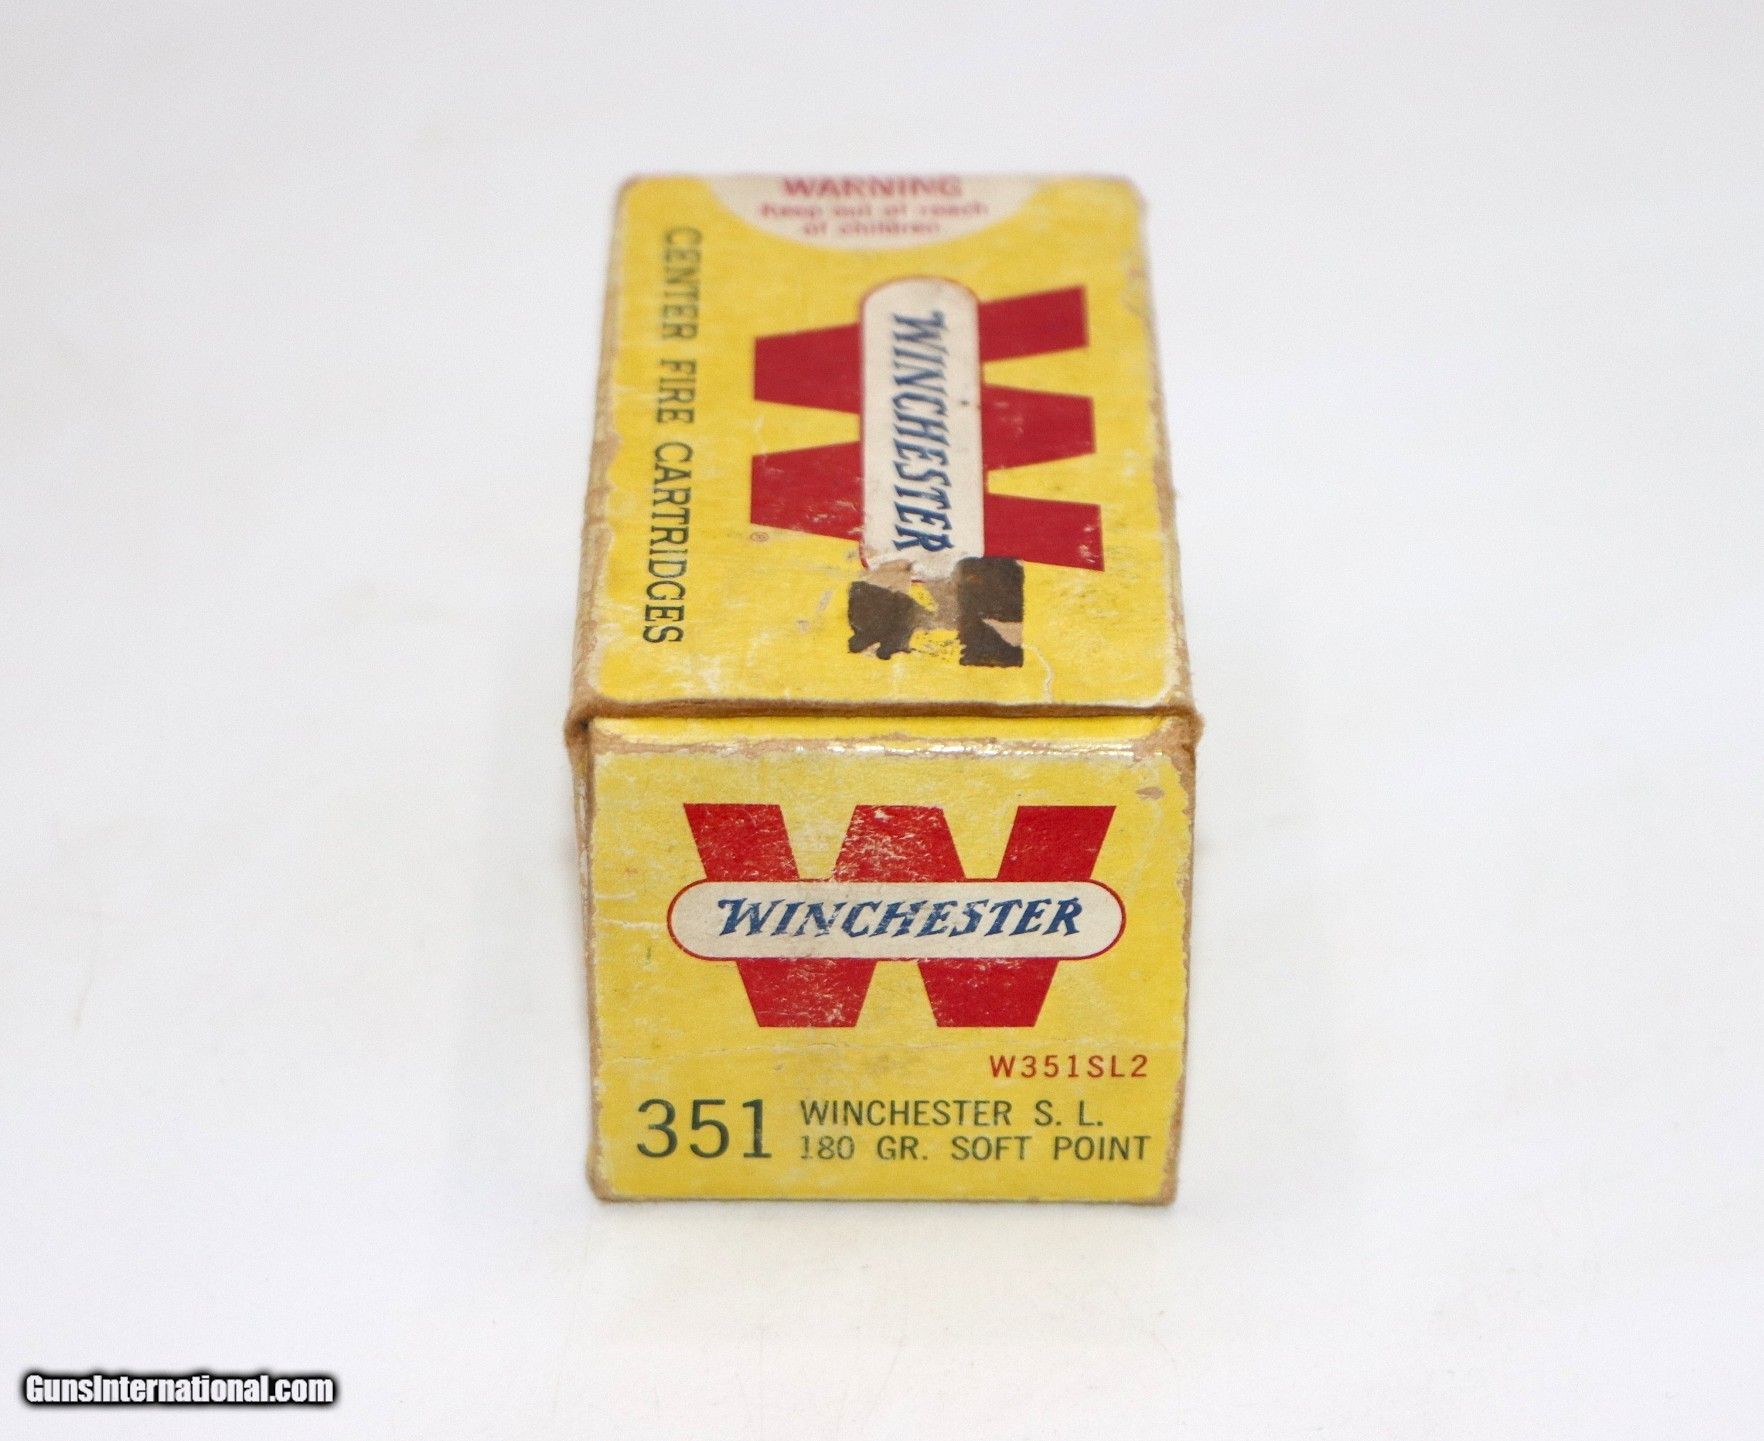 WARNING
Keep out of reach
of children
CENTER FIRE CARTRIDGES
WINCHESTER
®
W
WINCHESTER
W351SL2
351 WINCHESTER S. L.
180 GR. SOFT POINT
GunsInternational.com